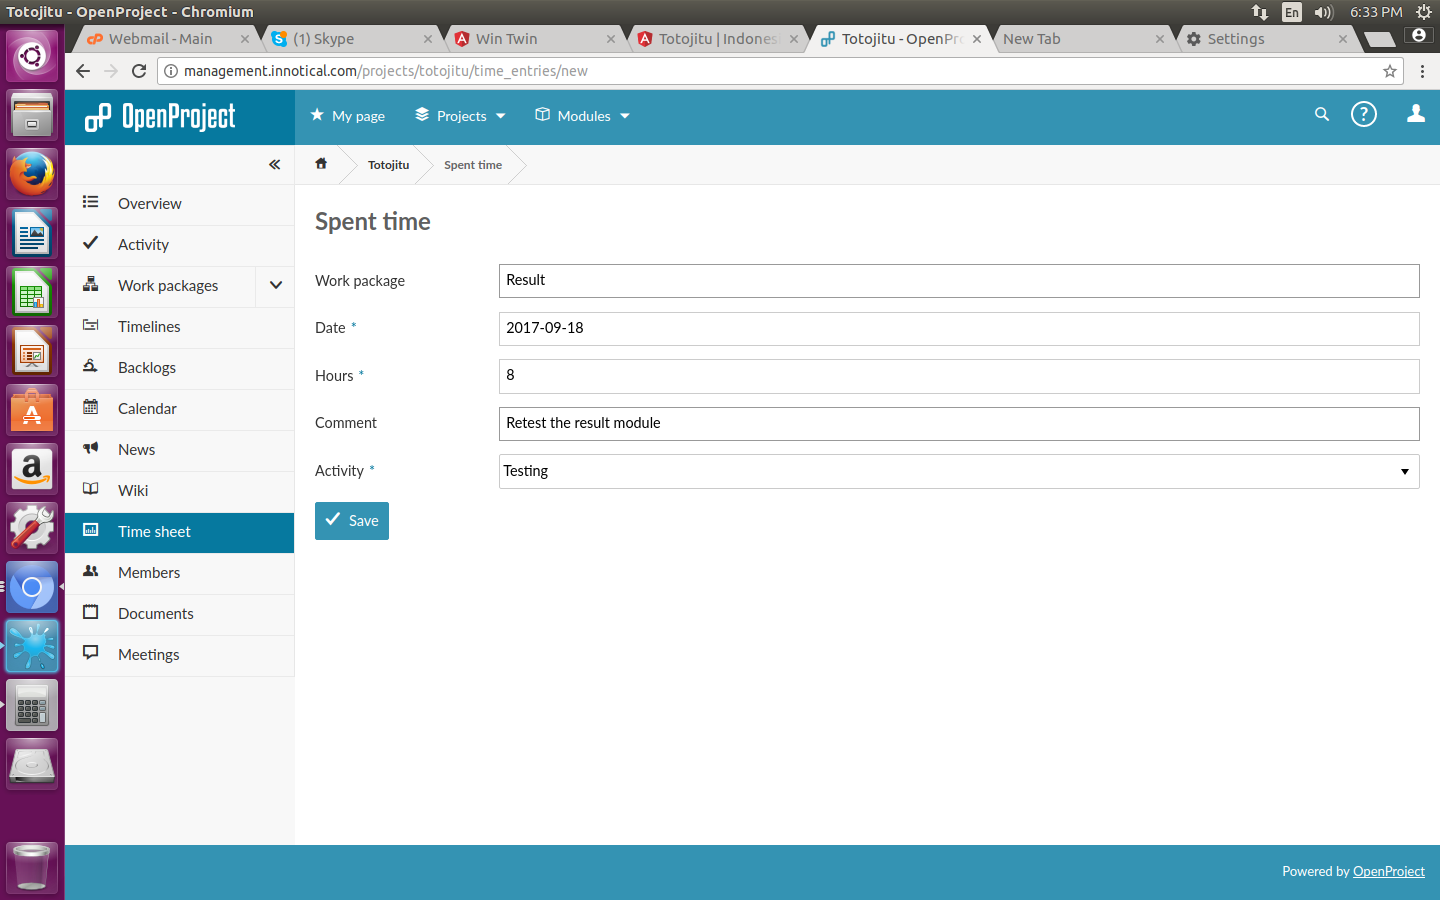 Totojitu - OpenProject - Chromium
En
6:33 PM
Webmail - Main
(1) Skype
Win Twin
Totojitu | Indones
Totojitu - OpenPr
New Tab
Settings
management.innotical.com/projects/totojitu/time_entries/new
OpenProject
My page
Projects
Modules
?
«
Totojitu
Spent time
Overview
Activity
Work packages
Timelines
Backlogs
Calendar
News
Wiki
Time sheet
Members
Documents
Meetings
Spent time
Work package
Result
Date *
2017-09-18
Hours *
8
Comment
Retest the result module
Activity *
Testing
Save
Powered by OpenProject